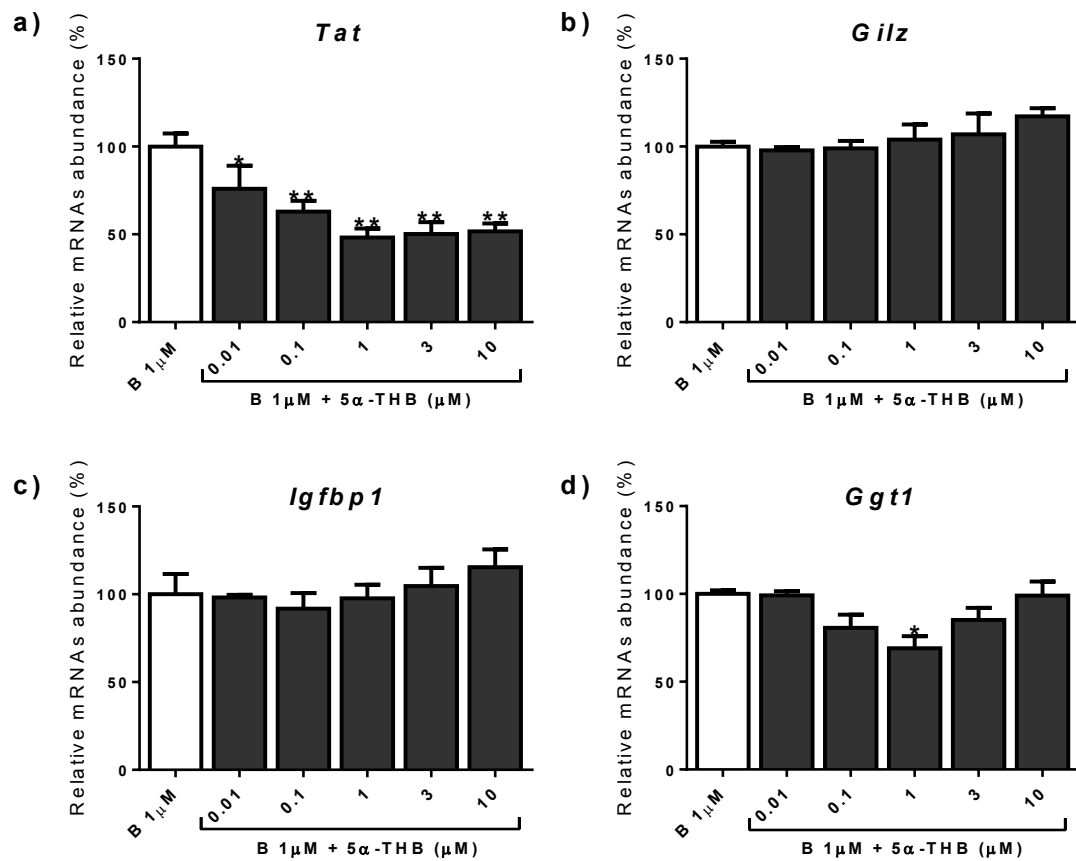 a)
Tat
Relative mRNAs abundance (%)
150
100
50
0
*
**
**
**
**
B 1μM
0.01
0.1
1
3
10
B 1μM + 5α-THB (μM)
b)
Gilz
Relative mRNAs abundance (%)
150
100
50
0
B 1μM
0.01
0.1
1
3
10
B 1μM + 5α-THB (μM)
c)
Igfbp1
Relative mRNAs abundance (%)
150
100
50
0
B 1μM
0.01
0.1
1
3
10
B 1μM + 5α-THB (μM)
d)
Ggt1
Relative mRNAs abundance (%)
150
100
50
0
*
B 1μM
0.01
0.1
1
3
10
B 1μM + 5α-THB (μM)